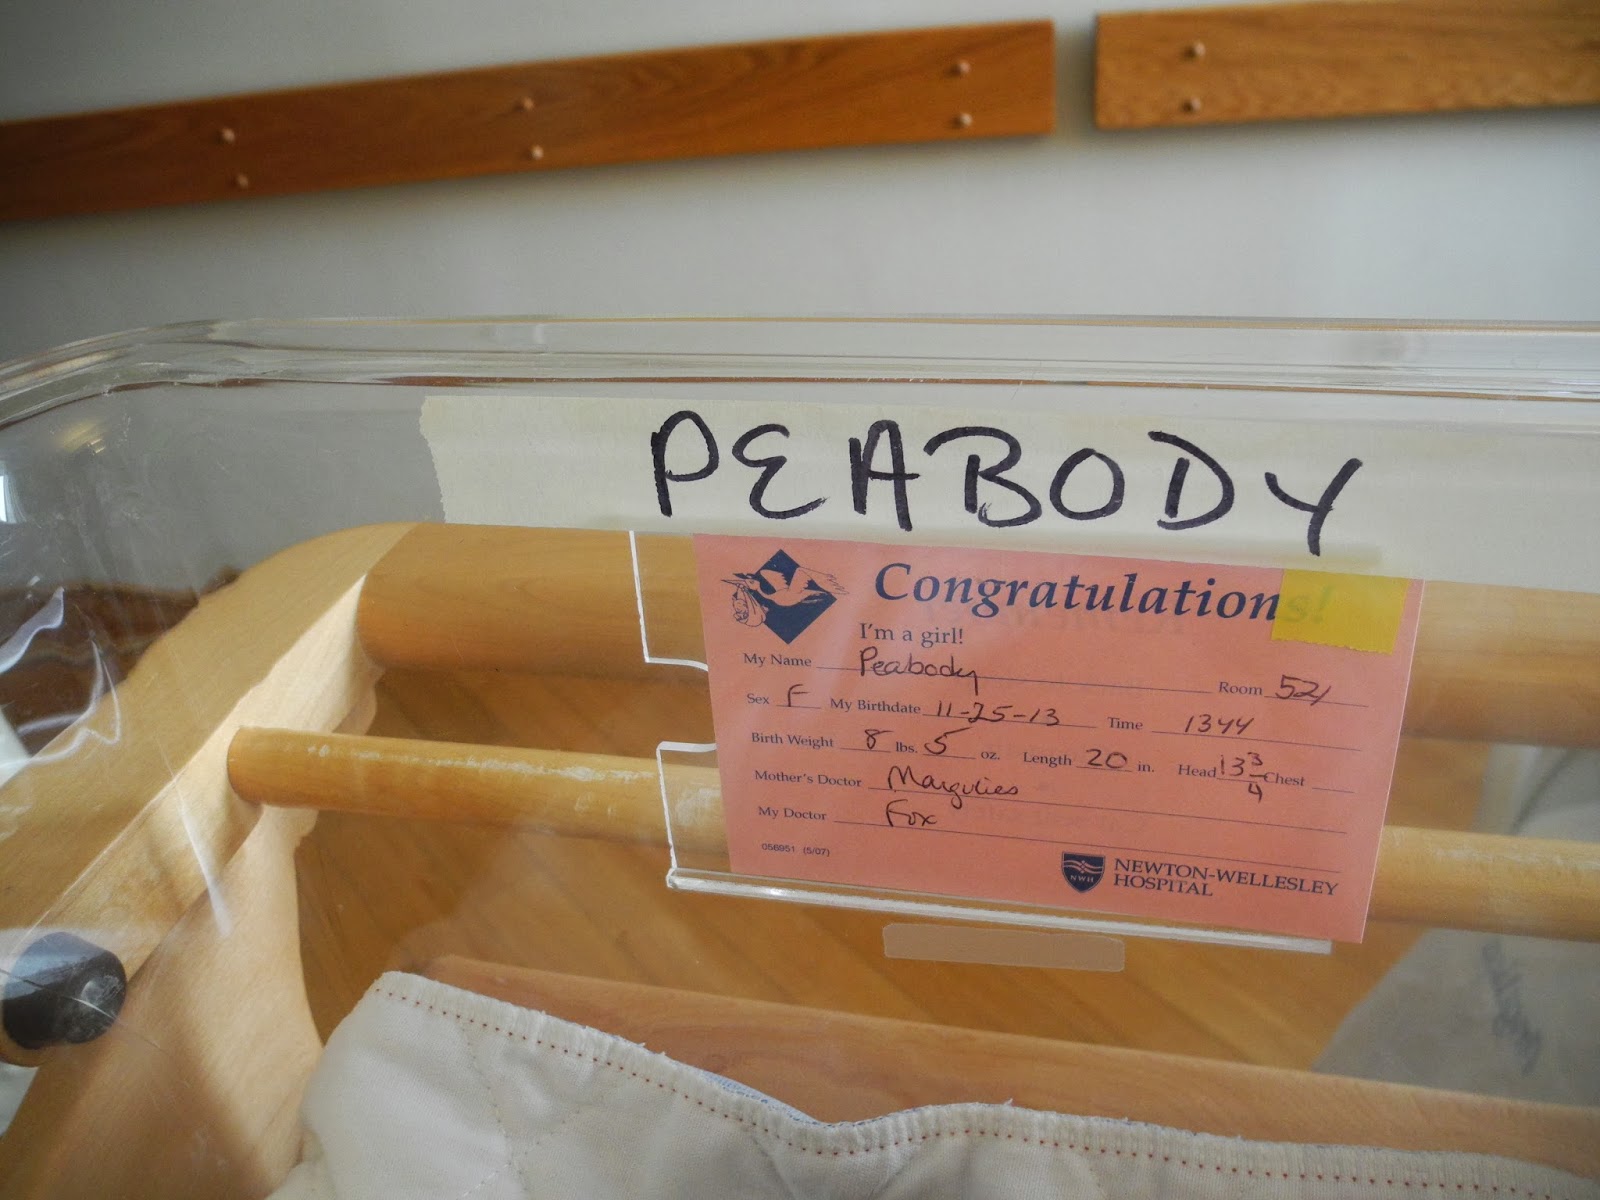 PEABODY
Congratulations!
I'm a girl!
My Name Peabody Room 521
Sex F My Birthdate 11-25-13 Time 1344
Birth Weight 8 lbs. 5 oz. Length 20 in. Head 13 3/4 Chest
Mother's Doctor Margulies
My Doctor Fox
056951 (5/07)
NWH
NEWTON-WELLESLEY
HOSPITAL